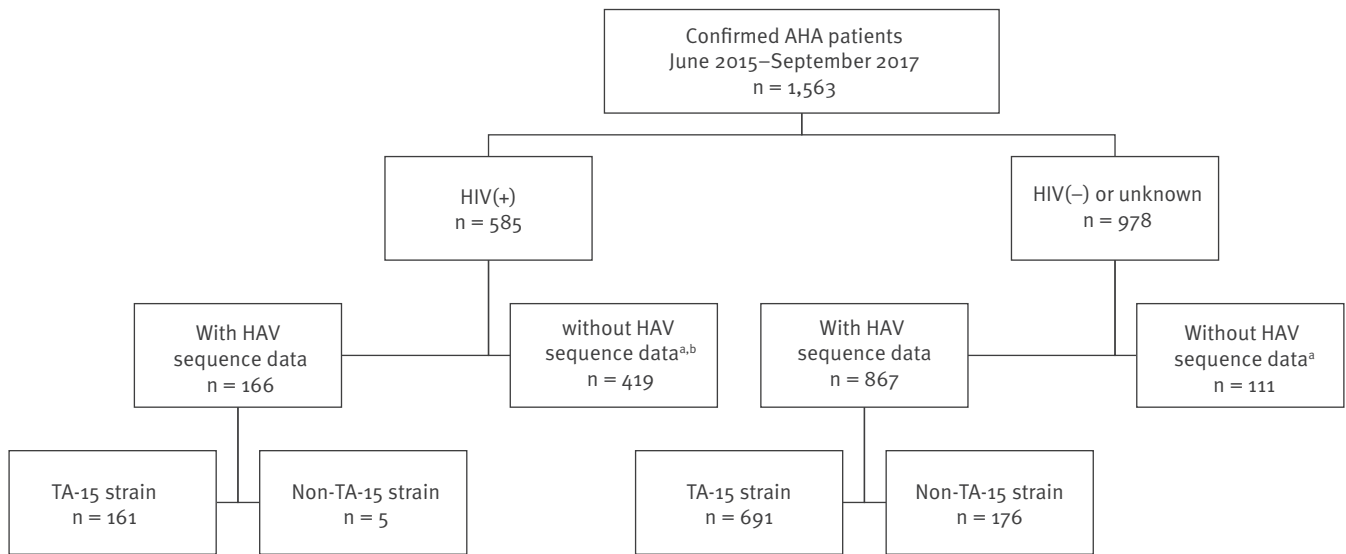 Confirmed AHA patients
June 2015–September 2017
n = 1,563
HIV(+)
n = 585
HIV(–) or unknown
n = 978
With HAV
sequence data
n = 166
without HAV
sequence dataᵃ,ᵇ
n = 419
With HAV
sequence data
n = 867
Without HAV
sequence dataᵃ
n = 111
TA-15 strain
n = 161
Non-TA-15 strain
n = 5
TA-15 strain
n = 691
Non-TA-15 strain
n = 176